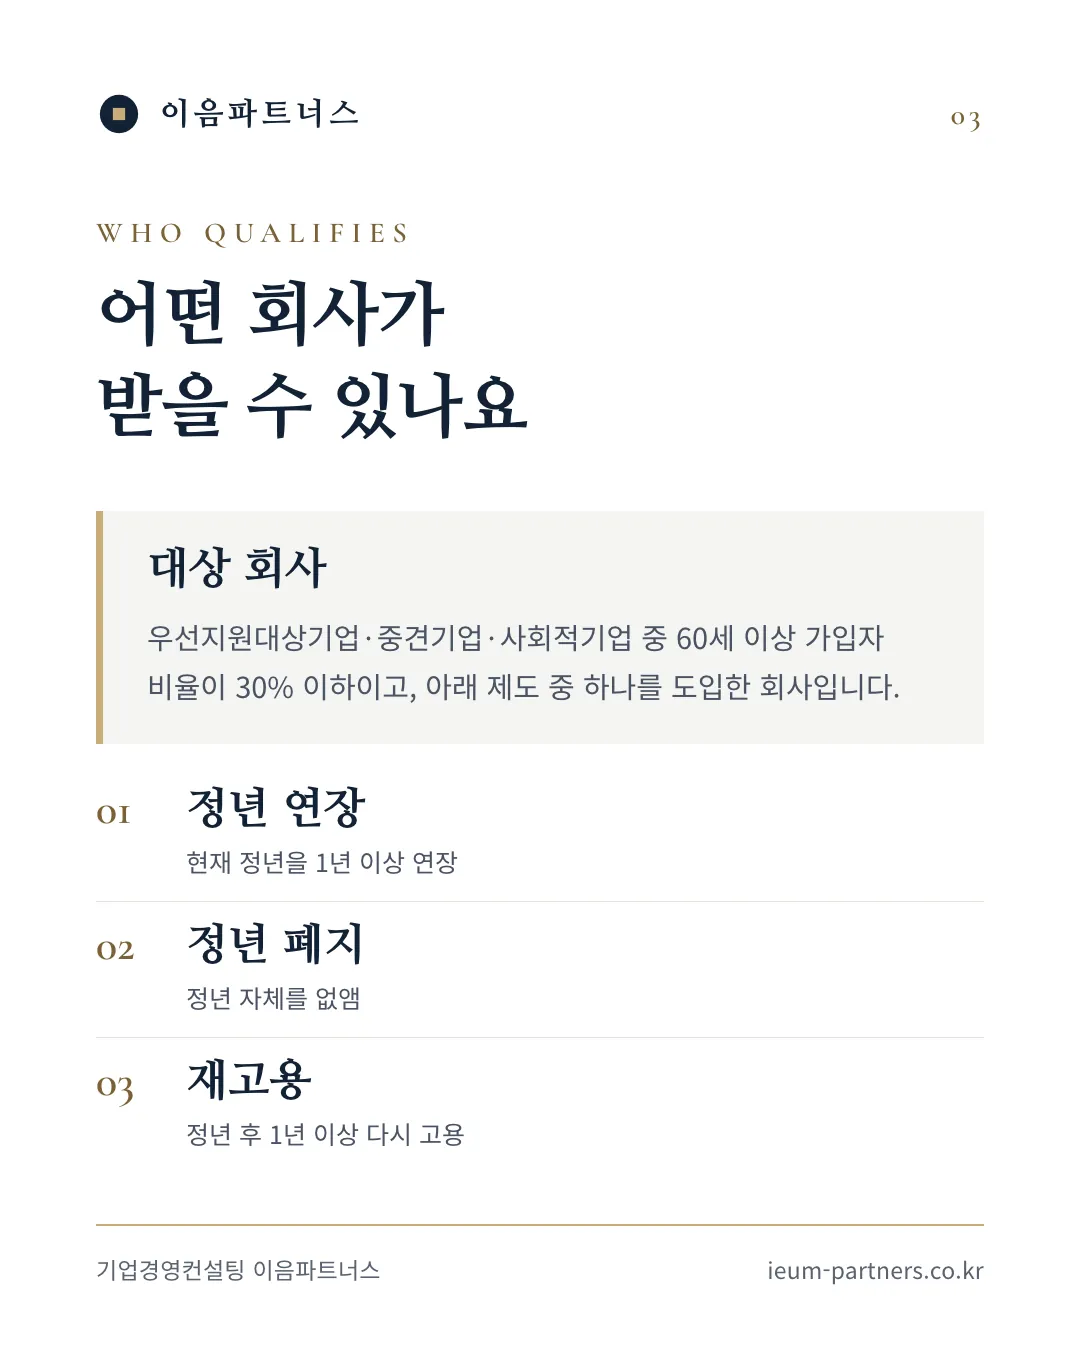 이음파트너스
03
WHO QUALIFIES
어떤 회사가
받을 수 있나요
대상 회사
우선지원대상기업·중견기업·사회적기업 중 60세 이상 가입자
비율이 30% 이하이고, 아래 제도 중 하나를 도입한 회사입니다.
01 정년 연장
현재 정년을 1년 이상 연장
02 정년 폐지
정년 자체를 없앰
03 재고용
정년 후 1년 이상 다시 고용
기업경영컨설팅 이음파트너스
ieum-partners.co.kr